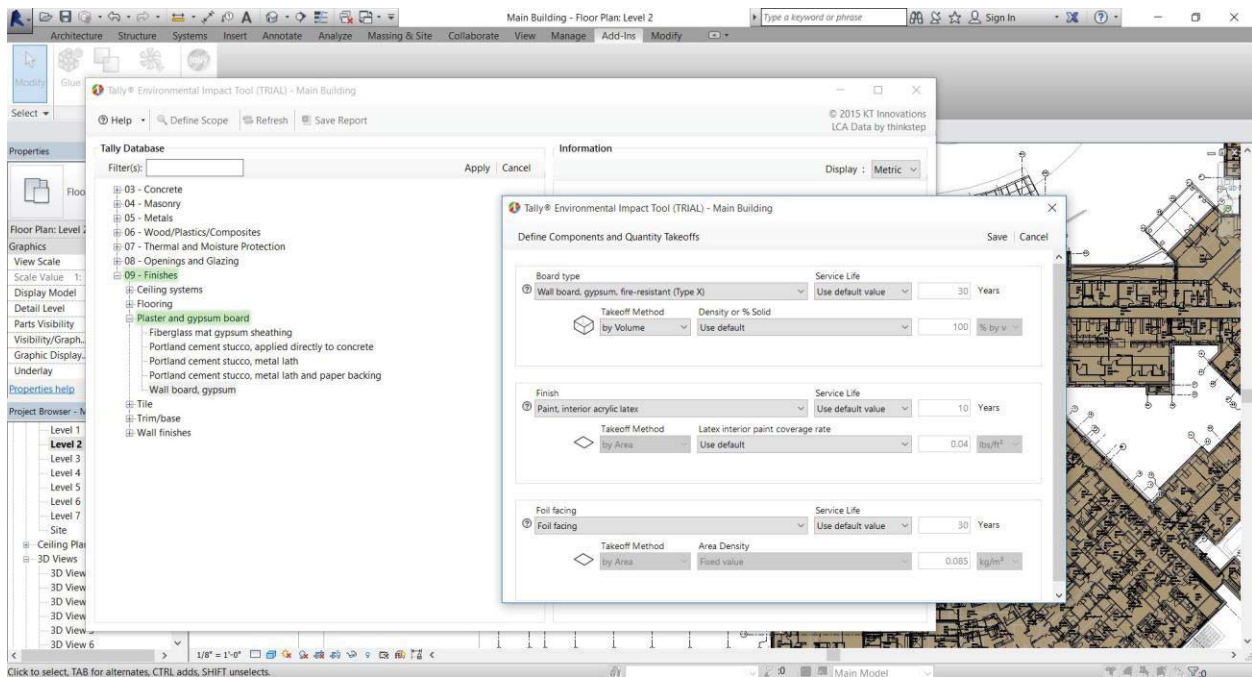 Main Building - Floor Plan: Level 2
Type a keyword or phrase
Sign In
Architecture Structure Systems Insert Annotate Analyze Massing & Site Collaborate View Manage Add-Ins Modify
Modify
Glue
Select
Tally® Environmental Impact Tool (TRIAL) - Main Building
Help
Define Scope
Refresh
Save Report
© 2015 KT Innovations
LCA Data by thinkstep
Properties
Floo
Floor Plan: Level 2
Graphics
View Scale
Scale Value 1:
Display Model
Detail Level
Parts Visibility
Visibility/Graph...
Graphic Display...
Underlay
Properties help
Project Browser - M
Level 1
Level 2
Level 3
Level 4
Level 5
Level 6
Level 7
Site
Ceiling Plan
3D Views
3D View
3D View
3D View
3D View
3D View 5
3D View 6
Tally Database
Filter(s):
Apply Cancel
03 - Concrete
04 - Masonry
05 - Metals
06 - Wood/Plastics/Composites
07 - Thermal and Moisture Protection
08 - Openings and Glazing
09 - Finishes
Ceiling systems
Flooring
Plaster and gypsum board
Fiberglass mat gypsum sheathing
Portland cement stucco, applied directly to concrete
Portland cement stucco, metal lath
Portland cement stucco, metal lath and paper backing
Wall board, gypsum
Tile
Trim/base
Wall finishes
Information
Display : Metric
Tally® Environmental Impact Tool (TRIAL) - Main Building
Define Components and Quantity Takeoffs
Save Cancel
Board type Service Life
Wall board, gypsum, fire-resistant (Type X) Use default value 30 Years
Takeoff Method Density or % Solid
by Volume Use default 100 % by v
Finish Service Life
Paint, interior acrylic latex Use default value 10 Years
Takeoff Method Latex interior paint coverage rate
by Area Use default 0.04 lbs/ft²
Foil facing Service Life
Foil facing Use default value 30 Years
Takeoff Method Area Density
by Area Fixed value 0.085 kg/m²
1/8" = 1'-0"
Click to select, TAB for alternates, CTRL adds, SHIFT unselects.
:0
Main Model
:0